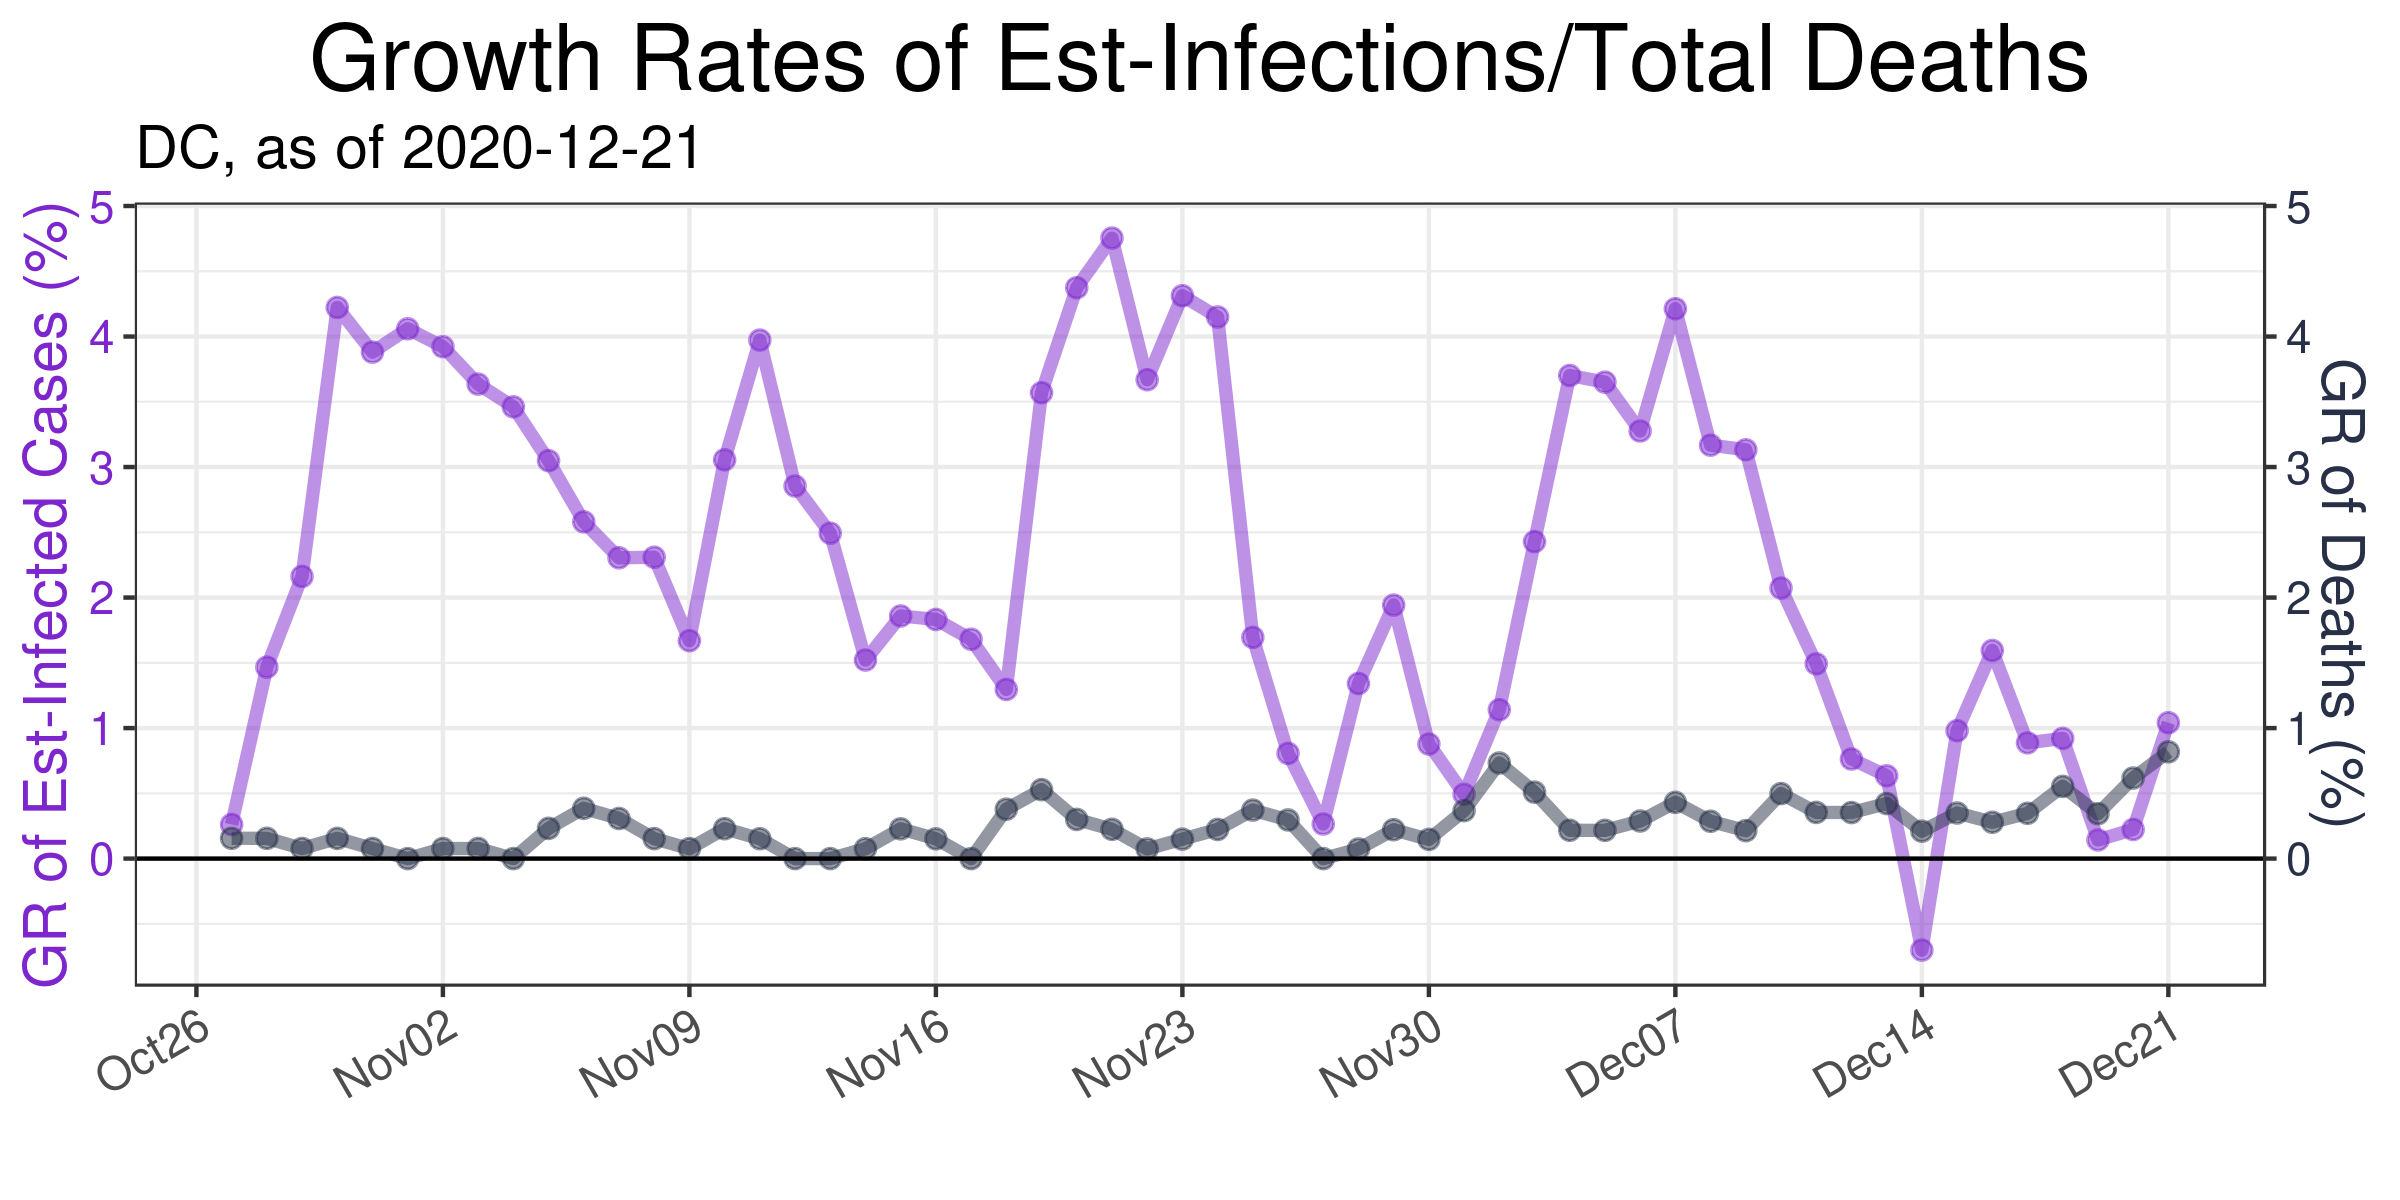 Growth Rates of Est-Infections/Total Deaths
DC, as of 2020-12-21
GR of Est-Infected Cases (%)
5
4
3
2
1
0
5
4
3
2
1
0
GR of Deaths (%)
Oct26
Nov02
Nov09
Nov16
Nov23
Nov30
Dec07
Dec14
Dec21